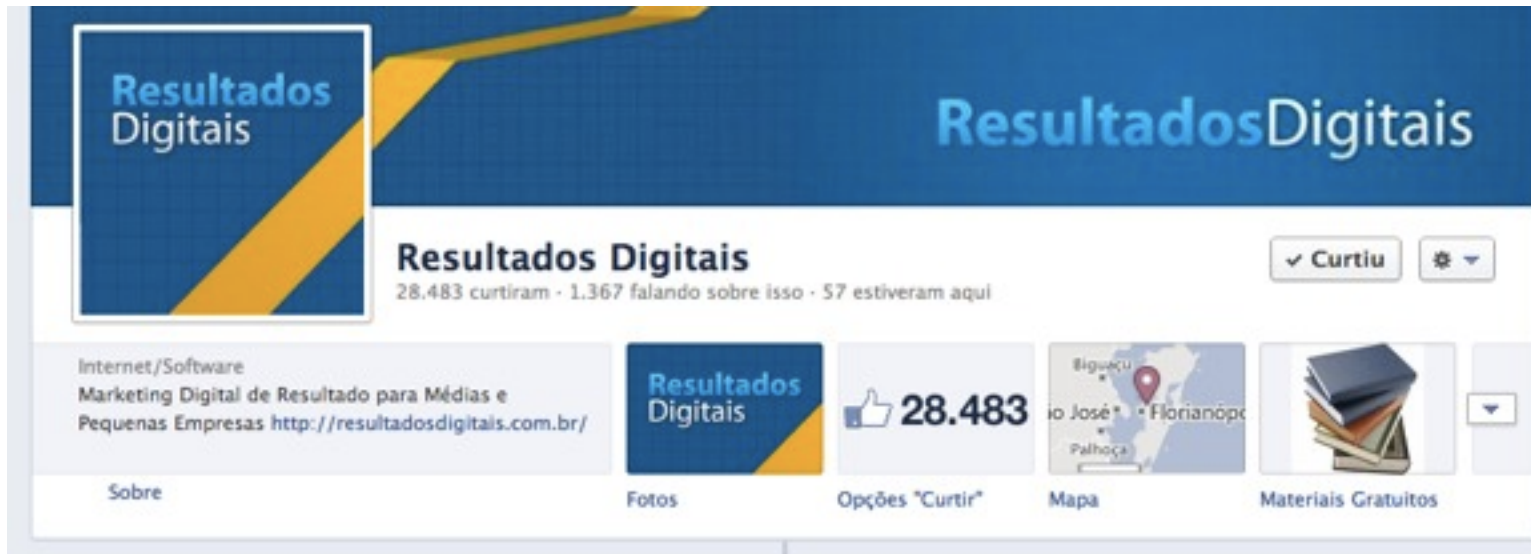 Resultados
Digitais
ResultadosDigitais
Resultados Digitais
✓ Curtiu
28.483 curtiram · 1.367 falando sobre isso · 57 estiveram aqui
Internet/Software
Marketing Digital de Resultado para Médias e
Pequenas Empresas http://resultadosdigitais.com.br/
Sobre
Resultados
Digitais
Fotos
28.483
Opções "Curtir"
Biguaçu
io José
Florianópo
Palhoça
Mapa
Materiais Gratuitos